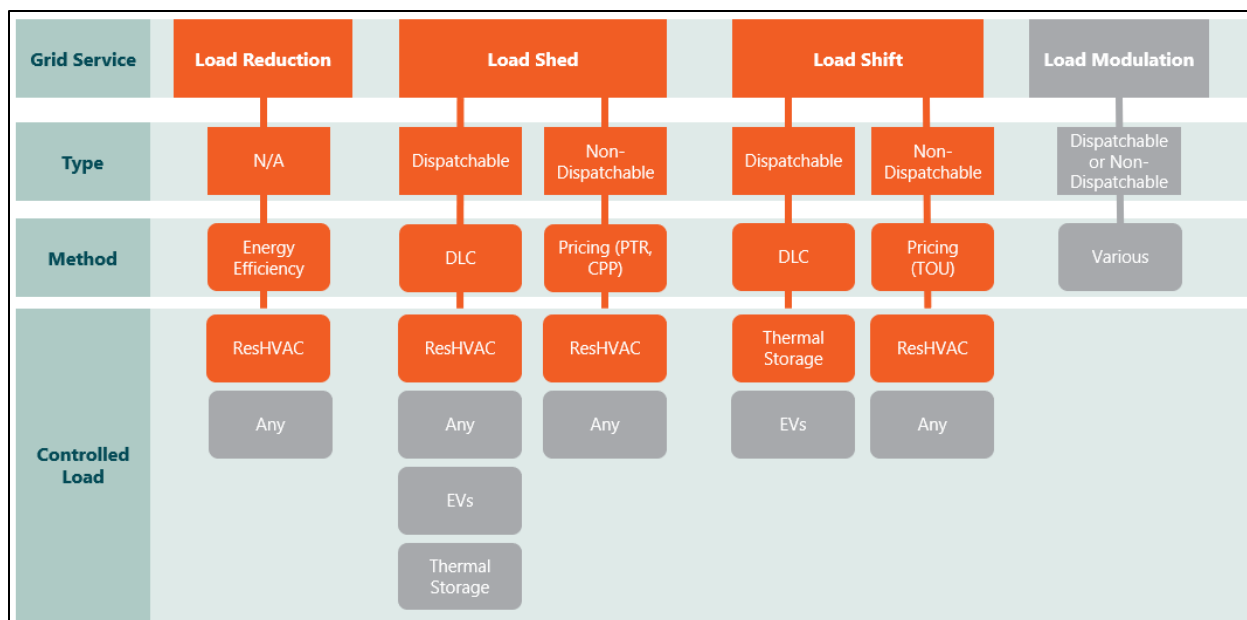 Grid Service
Load Reduction
Load Shed
Load Shift
Load Modulation
Type
N/A
Dispatchable
Non-
Dispatchable
Dispatchable
Non-
Dispatchable
Dispatchable
or Non-
Dispatchable
Method
Energy
Efficiency
DLC
Pricing (PTR,
CPP)
DLC
Pricing
(TOU)
Various
Controlled
Load
ResHVAC
ResHVAC
ResHVAC
Thermal
Storage
ResHVAC
Any
Any
Any
EVs
Any
EVs
Thermal
Storage